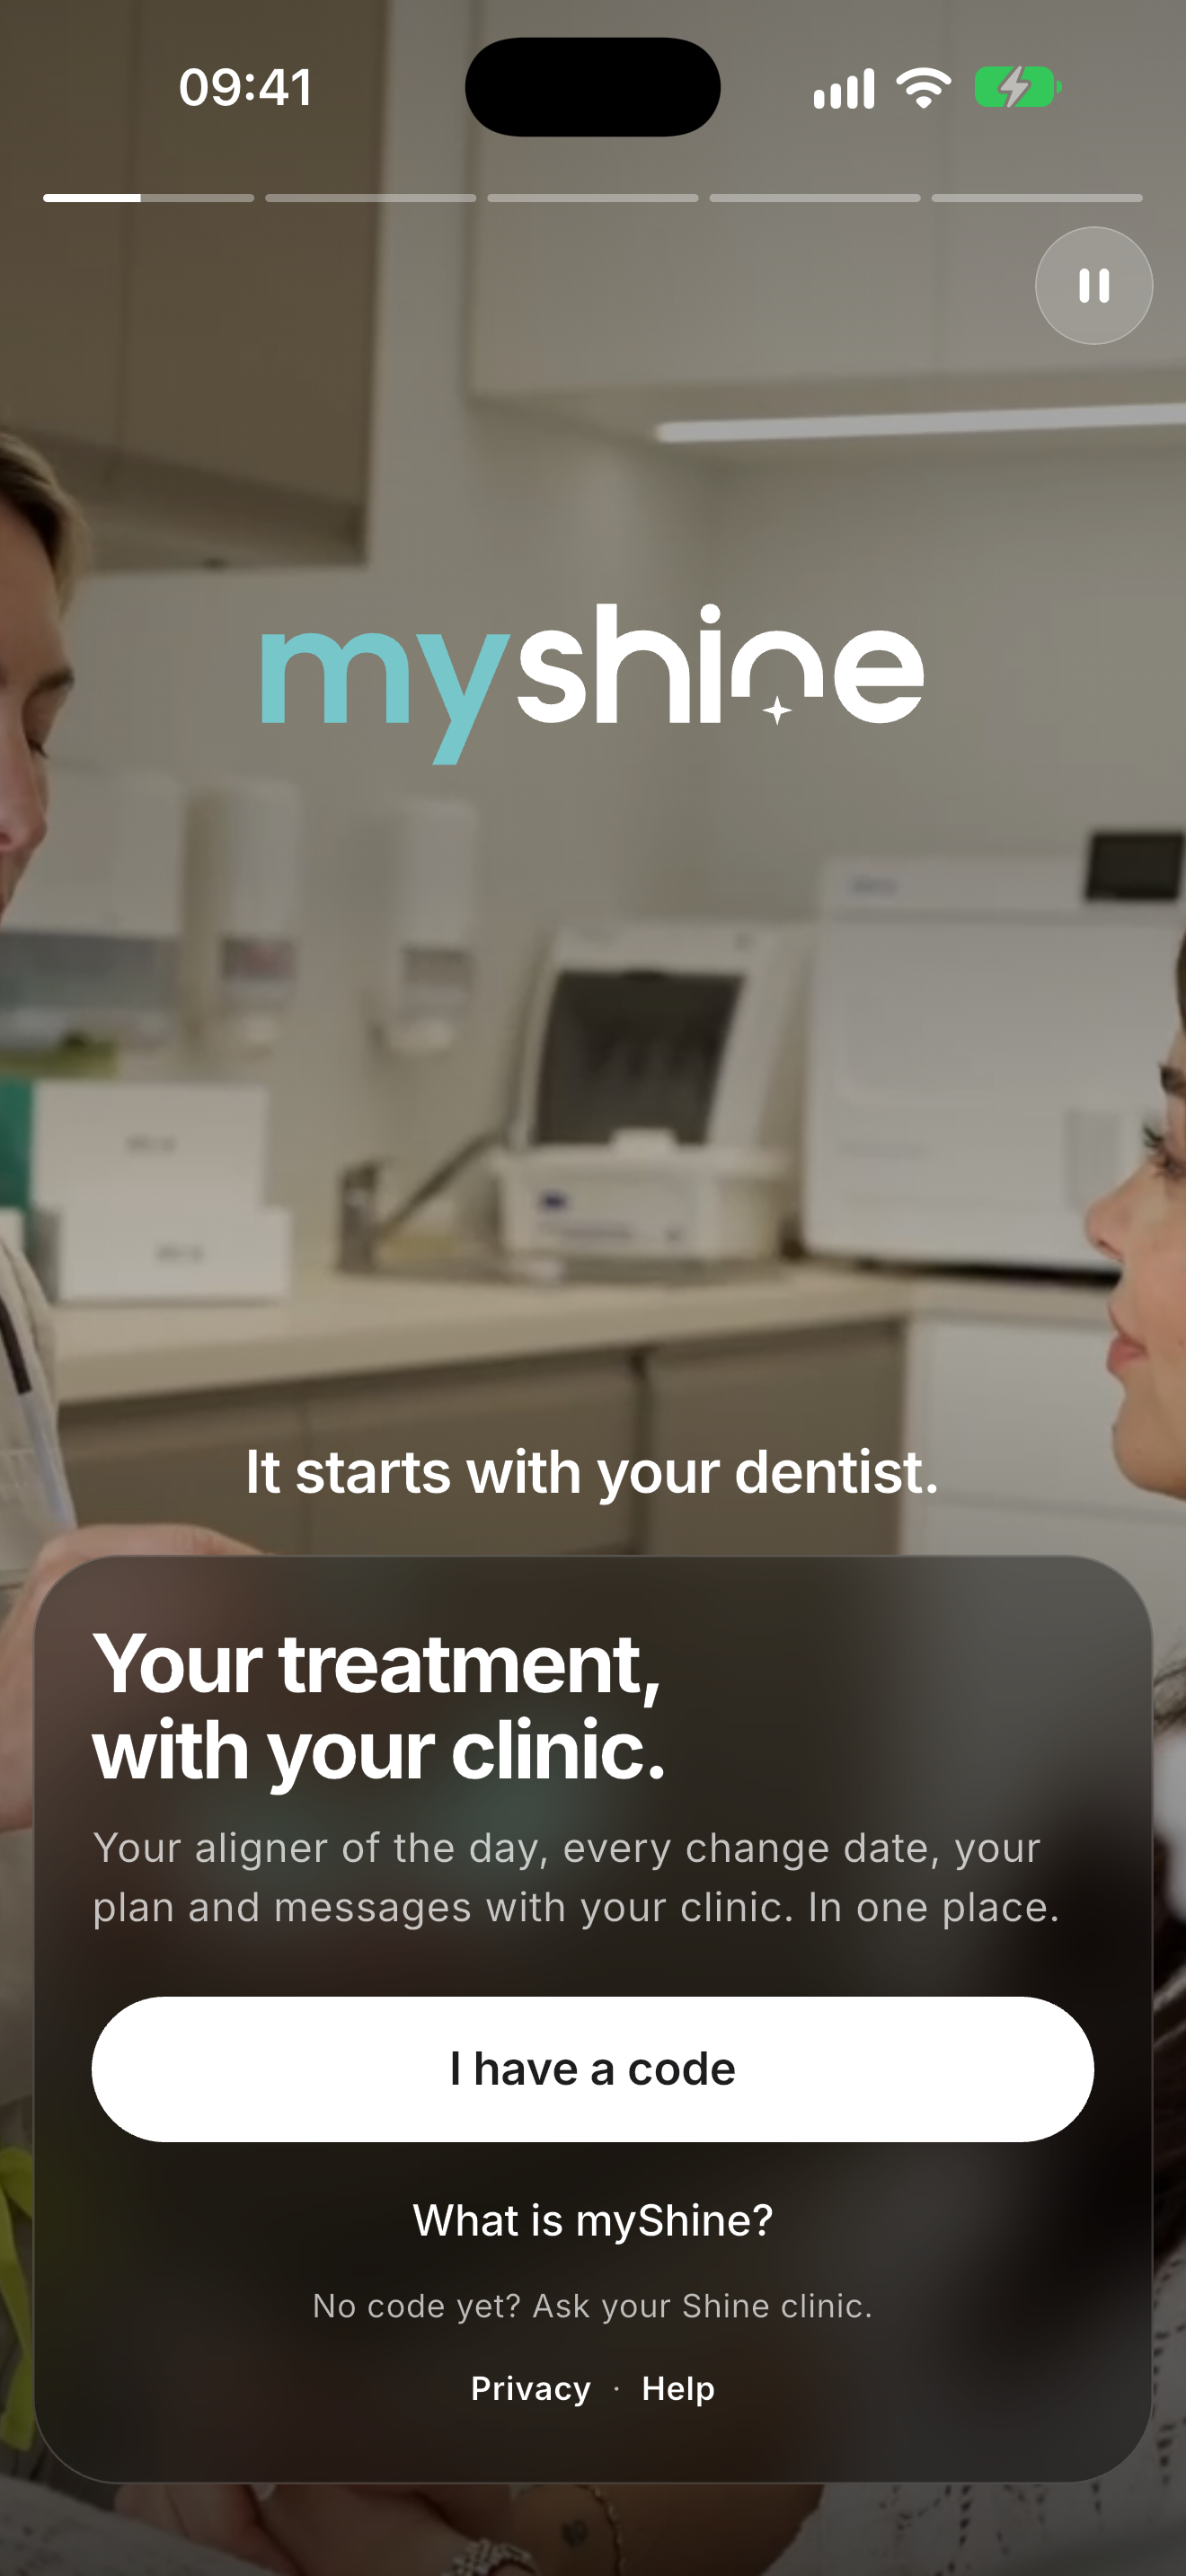 09:41
myshine
It starts with your dentist.
Your treatment,
with your clinic.
Your aligner of the day, every change date, your
plan and messages with your clinic. In one place.
I have a code
What is myShine?
No code yet? Ask your Shine clinic.
Privacy · Help